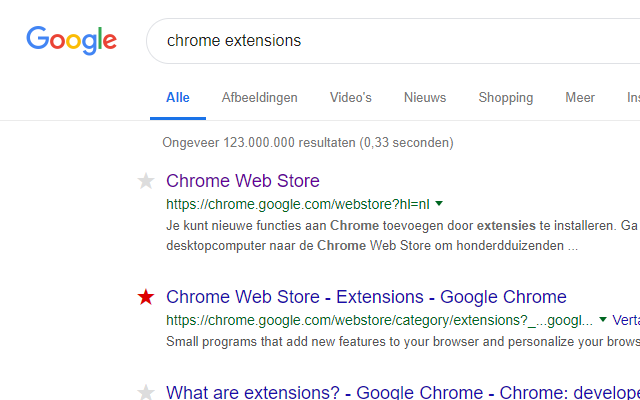 Google
chrome extensions
Alle Afbeeldingen Video's Nieuws Shopping Meer
Ongeveer 123.000.000 resultaten (0,33 seconden)
Chrome Web Store
https://chrome.google.com/webstore?hl=nl
Je kunt nieuwe functies aan Chrome toevoegen door extensies te installeren. Ga
desktopcomputer naar de Chrome Web Store om honderdduizenden ...
Chrome Web Store - Extensions - Google Chrome
https://chrome.google.com/webstore/category/extensions?_...googl... Verta
Small programs that add new features to your browser and personalize your brows
What are extensions? - Google Chrome - Chrome: develope